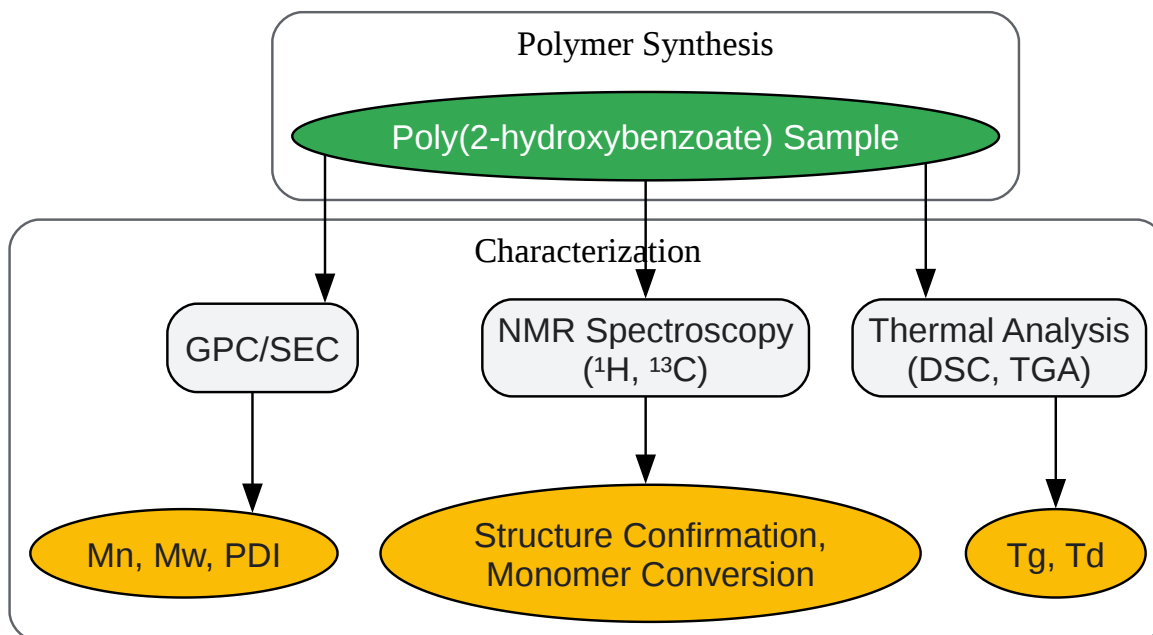 Polymer Synthesis
Poly(2-hydroxybenzoate) Sample
Characterization
GPC/SEC
NMR Spectroscopy
(¹H, ¹³C)
Thermal Analysis
(DSC, TGA)
Mn, Mw, PDI
Structure Confirmation,
Monomer Conversion
Tg, Td